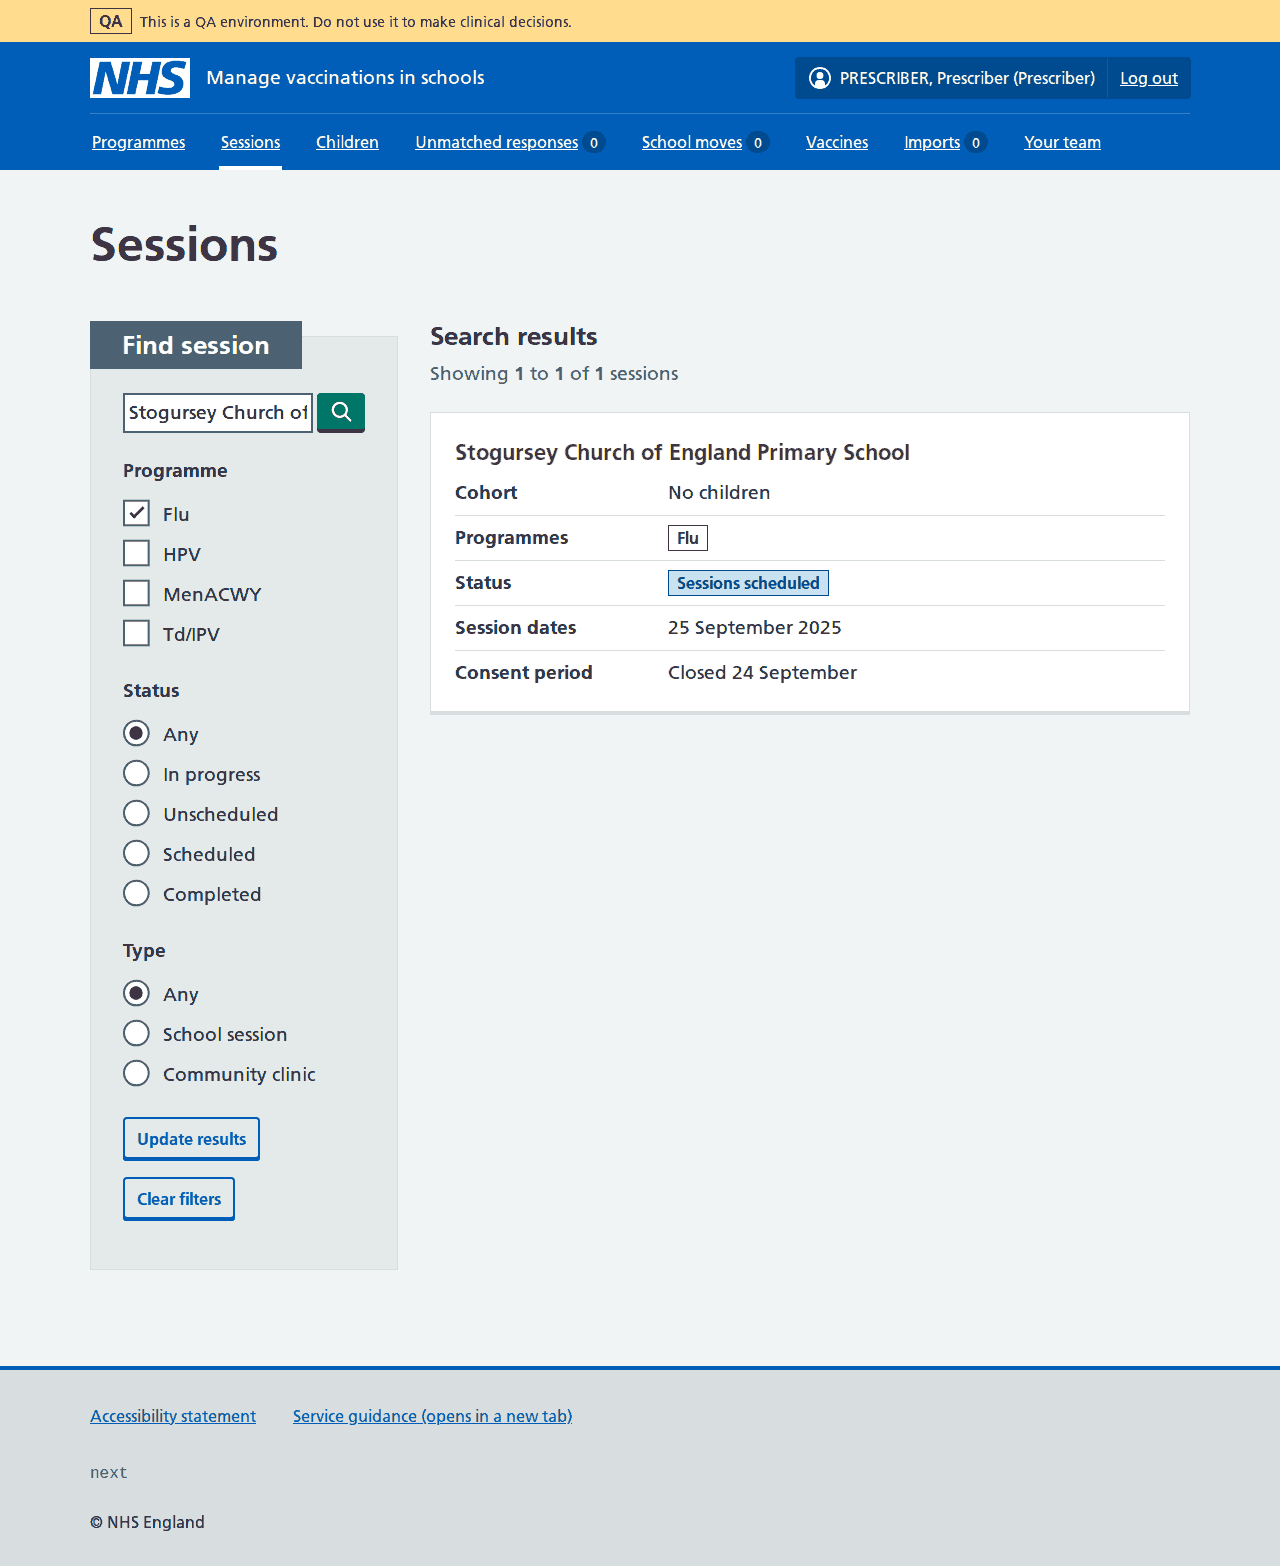 QA This is a QA environment. Do not use it to make clinical decisions.
NHS Manage vaccinations in schools PRESCRIBER, Prescriber (Prescriber) Log out
Programmes Sessions Children Unmatched responses 0 School moves 0 Vaccines Imports 0 Your team
Sessions
Find session
Stogursey Church of
Programme
Flu
HPV
MenACWY
Td/IPV
Status
Any
In progress
Unscheduled
Scheduled
Completed
Type
Any
School session
Community clinic
Update results
Clear filters
Search results
Showing 1 to 1 of 1 sessions
Stogursey Church of England Primary School
Cohort No children
Programmes Flu
Status Sessions scheduled
Session dates 25 September 2025
Consent period Closed 24 September
Accessibility statement Service guidance (opens in a new tab)
next
© NHS England